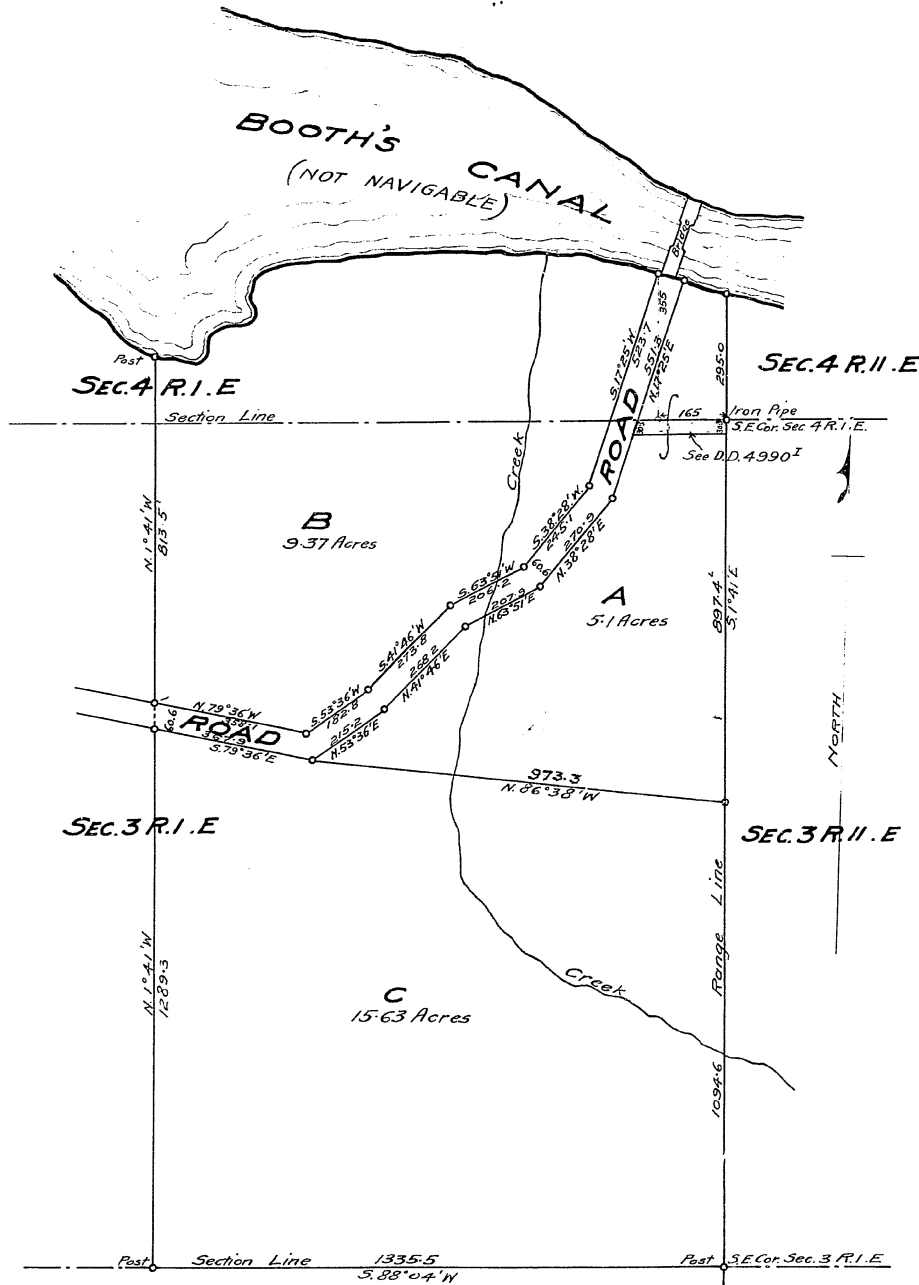 BOOTH'S CANAL
(NOT NAVIGABLE)
Bridge
Post
SEC. 4 R. I. E
SEC. 4 R. II. E
Section Line
295.0
355
S.17°25'W.
523.7
551.3
N.17°25'E
ROAD
165
Iron Pipe
S.E. Cor. Sec 4 R.I.E.
See D.D. 4990 I
Creek
N.1°41'W
813.5
B
9.37 Acres
S.38°28'W.
245.1
270.9
N.38°28'E
60.6
S.63°51'W
206.2
207.9
N.63°51'E
A
5.1 Acres
897.4
S.1°41'E
S.41°46'W
273.8
268.2
N.41°46'E
S.53°36'W
182.8
215.2
N.53°36'E
N.79°36'W
ROAD
60.6
S.79°36'E
973.3
N.86°38'W
NORTH
SEC. 3 R. I. E
SEC. 3 R. II. E
N.1°41'W
1289.3
Range Line
C
15.63 Acres
Creek
1094.6
Post
Section Line
1335.5
S.88°04'W
Post
S.E. Cor. Sec. 3 R.I.E